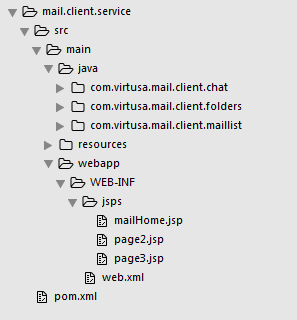 mail.client.service
src
main
java
com.virtusa.mail.client.chat
com.virtusa.mail.client.folders
com.virtusa.mail.client.maillist
resources
webapp
WEB-INF
jsps
mailHome.jsp
page2.jsp
page3.jsp
web.xml
pom.xml